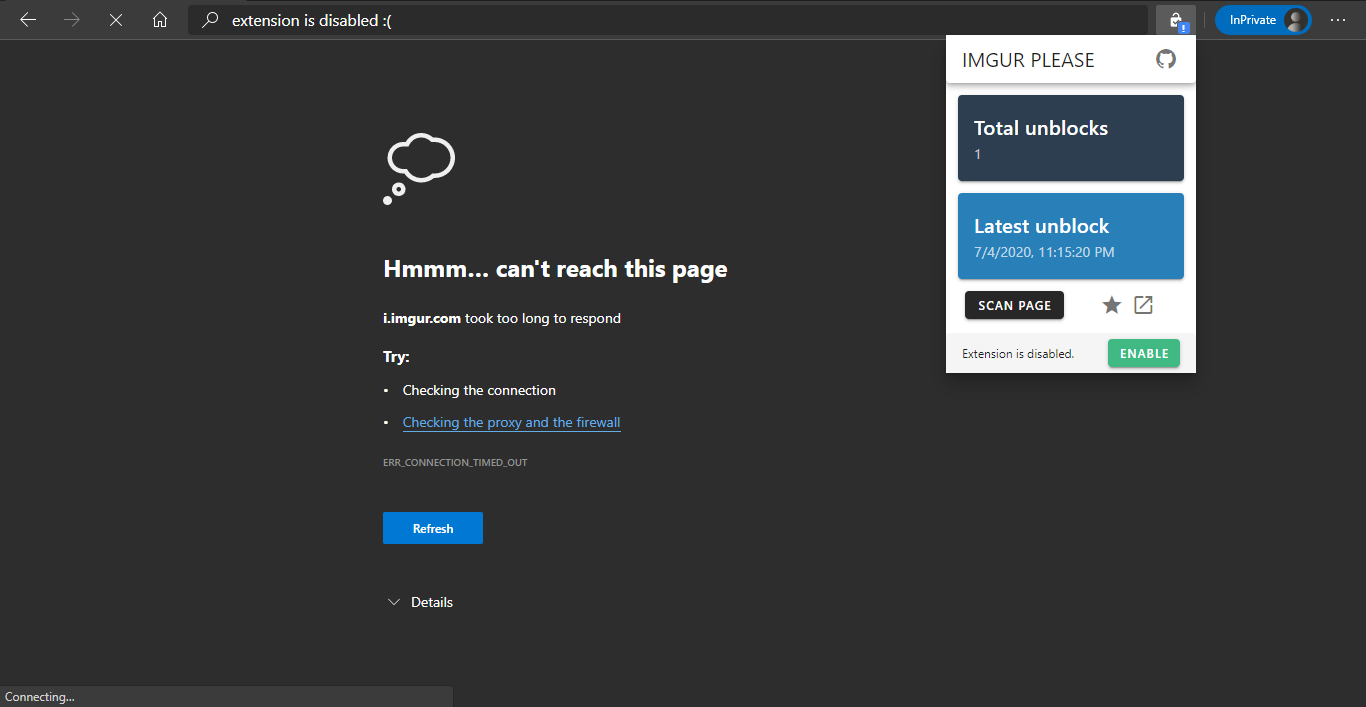 extension is disabled :(
InPrivate
IMGUR PLEASE
Total unblocks
1
Latest unblock
7/4/2020, 11:15:20 PM
SCAN PAGE
Extension is disabled.
ENABLE
Hmmm... can't reach this page
i.imgur.com took too long to respond
Try:
• Checking the connection
• Checking the proxy and the firewall
ERR_CONNECTION_TIMED_OUT
Refresh
Details
Connecting...